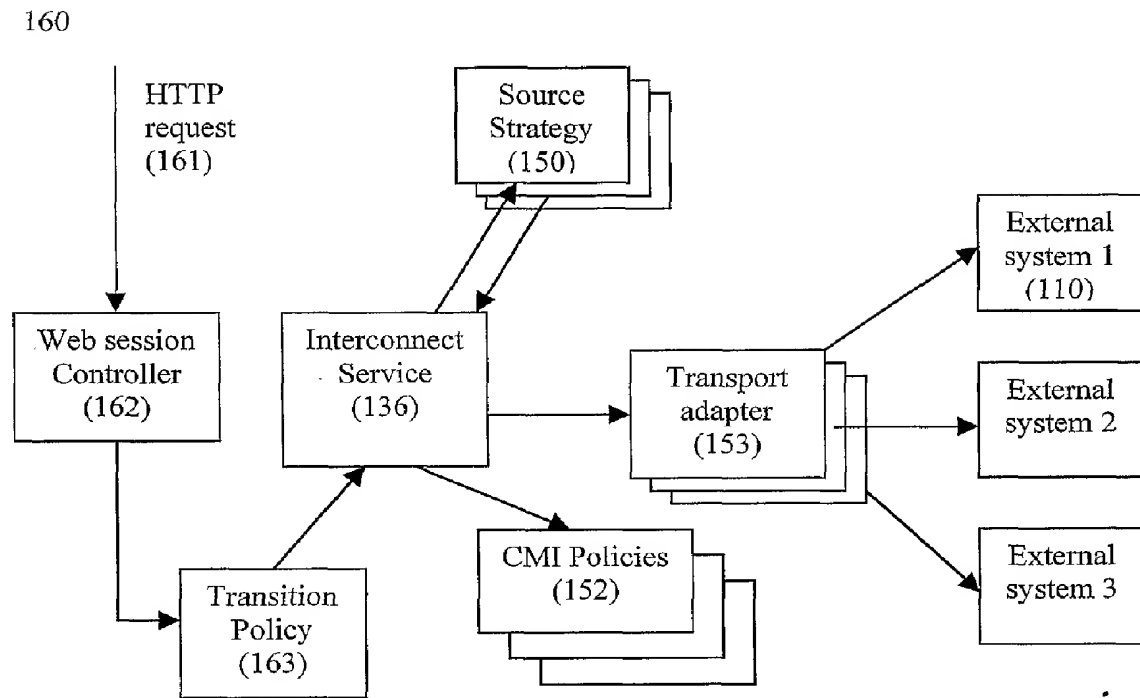 160
HTTP
request
(161)
Source
Strategy
(150)
External
system 1
(110)
Web session
Controller
(162)
Interconnect
Service
(136)
Transport
adapter
(153)
External
system 2
CMI Policies
(152)
External
system 3
Transition
Policy
(163)